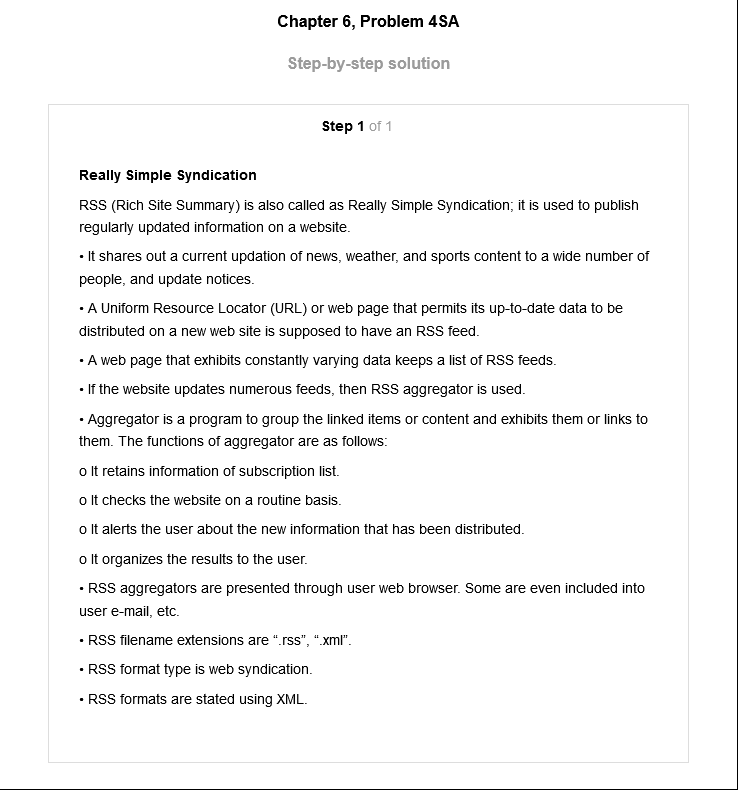 Chapter 6, Problem 4SA
Step-by-step solution
Step 1 of 1
Really Simple Syndication
RSS (Rich Site Summary) is also called as Really Simple Syndication; it is used to publish
regularly updated information on a website.
• It shares out a current updation of news, weather, and sports content to a wide number of
people, and update notices.
• A Uniform Resource Locator (URL) or web page that permits its up-to-date data to be
distributed on a new web site is supposed to have an RSS feed.
• A web page that exhibits constantly varying data keeps a list of RSS feeds.
• If the website updates numerous feeds, then RSS aggregator is used.
• Aggregator is a program to group the linked items or content and exhibits them or links to
them. The functions of aggregator are as follows:
o It retains information of subscription list.
o It checks the website on a routine basis.
o It alerts the user about the new information that has been distributed.
o It organizes the results to the user.
• RSS aggregators are presented through user web browser. Some are even included into
user e-mail, etc.
• RSS filename extensions are “.rss”, “.xml”.
• RSS format type is web syndication.
• RSS formats are stated using XML.